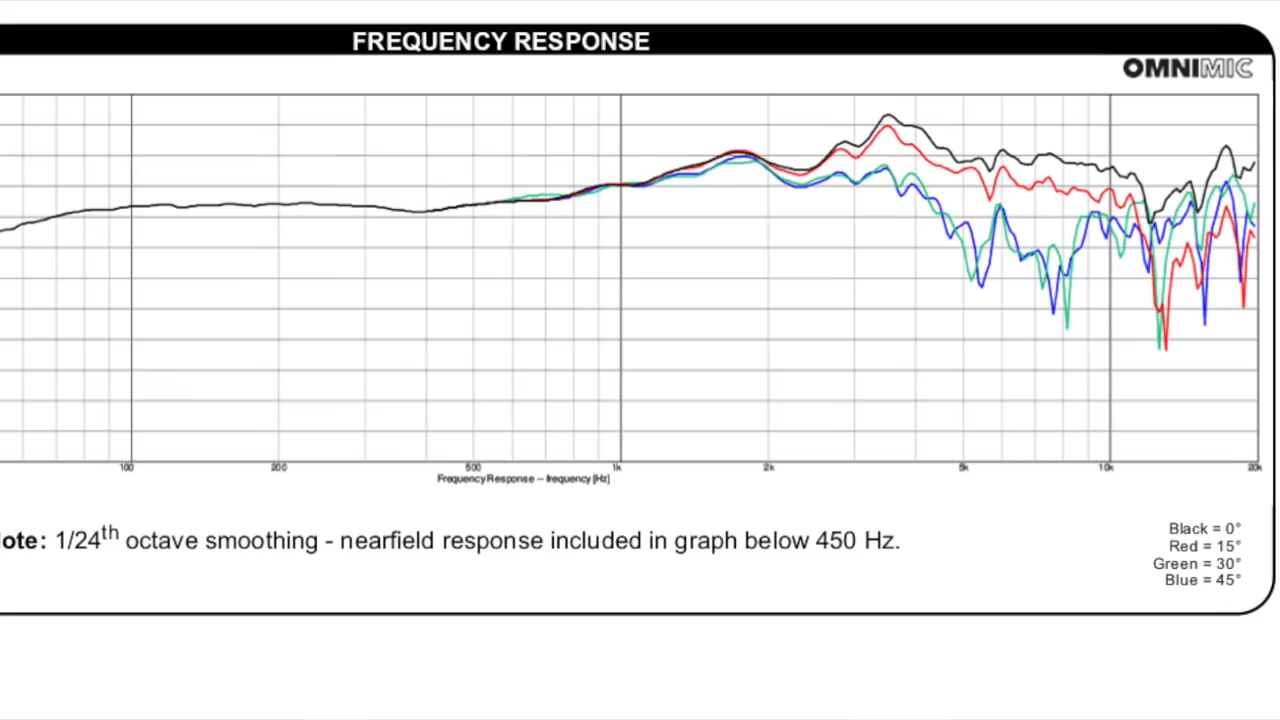 FREQUENCY RESPONSE
OMNIMIC
100 200 500 1k 2k 5k 10k 20k
Frequency Response -- frequency [Hz]
ote: 1/24th octave smoothing - nearfield response included in graph below 450 Hz.
Black = 0°
Red = 15°
Green = 30°
Blue = 45°